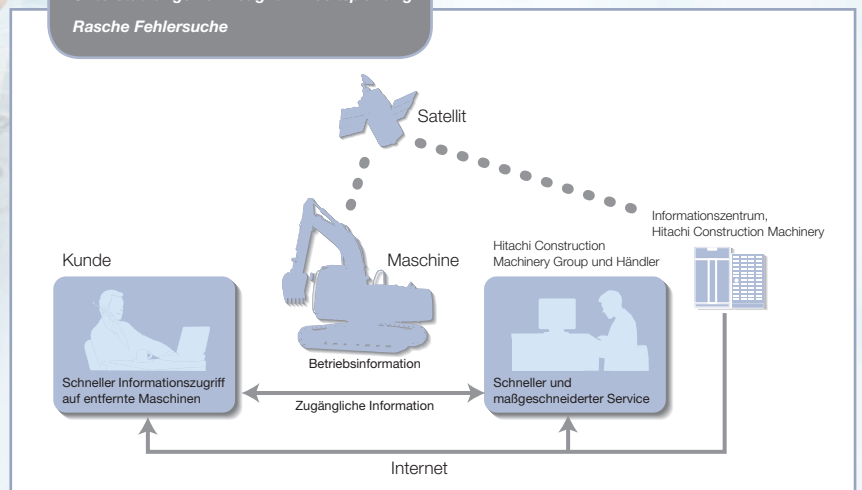 Rasche Fehlersuche
Satellit
Informationszentrum,
Hitachi Construction Machinery
Hitachi Construction
Machinery Group und Händler
Kunde
Maschine
Betriebsinformation
Schneller Informationszugriff
auf entfernte Maschinen
Zugängliche Information
Schneller und
maßgeschneiderter Service
Internet